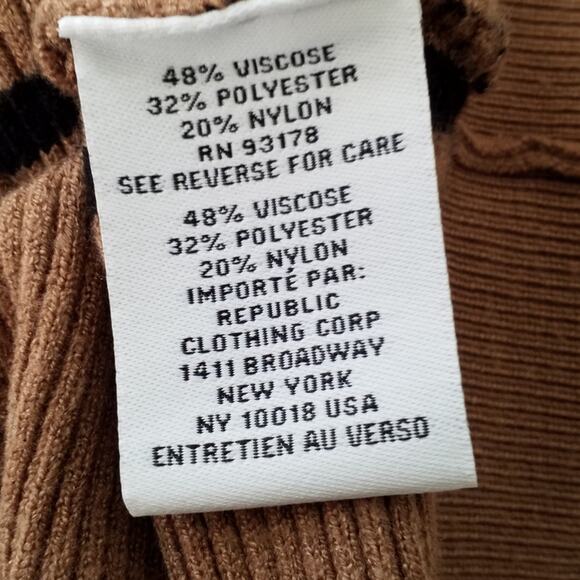 48% VISCOSE
32% POLYESTER
20% NYLON
RN 93178
SEE REVERSE FOR CARE
48% VISCOSE
32% POLYESTER
20% NYLON
IMPORTÉ PAR:
REPUBLIC
CLOTHING CORP
1411 BROADWAY
NEW YORK
NY 10018 USA
ENTRETIEN AU VERSO